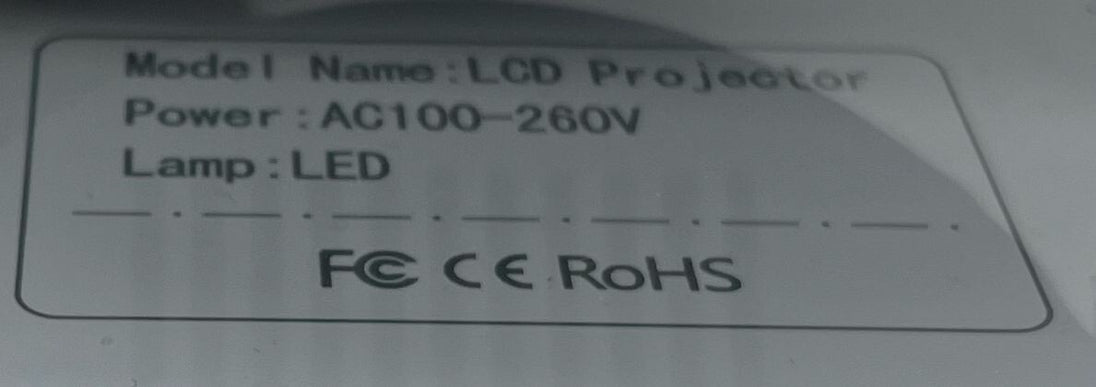 Model Name:LCD Projector
Power:AC100-260V
Lamp:LED
FC CE RoHS